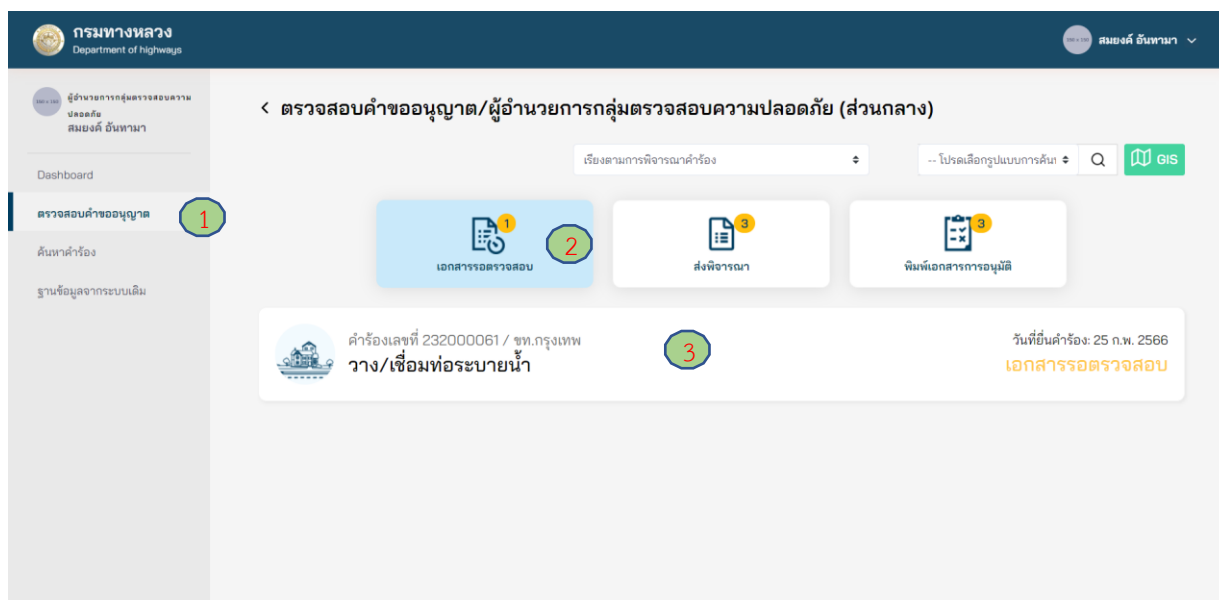 กรมทางหลวง
Department of highways
สมยงค์ อันทามา
ผู้อำนวยการกลุ่มตรวจสอบความ
ปลอดภัย
สมยงค์ อันทามา
Dashboard
ตรวจสอบคำขออนุญาต
1
ค้นหาคำร้อง
ฐานข้อมูลจากระบบเดิม
ตรวจสอบคำขออนุญาต/ผู้อำนวยการกลุ่มตรวจสอบความปลอดภัย (ส่วนกลาง)
เรียงตามการพิจารณาคำร้อง
-- โปรดเลือกรูปแบบการค้นา
GIS
1
เอกสารรอตรวจสอบ
2
3
ส่งพิจารณา
3
พิมพ์เอกสารการอนุมัติ
คำร้องเลขที่ 232000061 / ขท.กรุงเทพ
วาง/เชื่อมท่อระบายน้ำ
3
วันที่ยื่นคำร้อง: 25 ก.พ. 2566
เอกสารรอตรวจสอบ